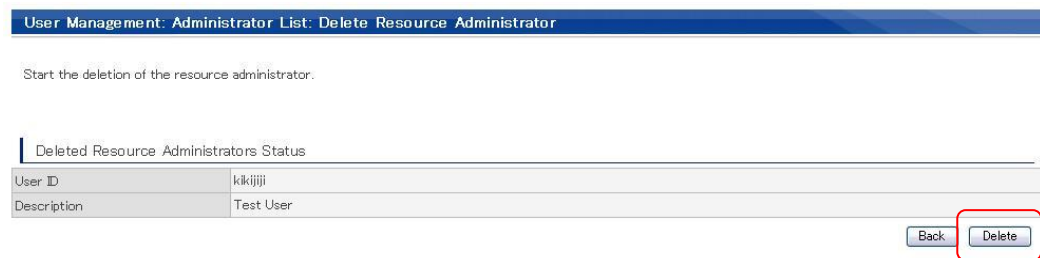 User Management: Administrator List: Delete Resource Administrator
Start the deletion of the resource administrator.
Deleted Resource Administrators Status
User ID kikijiji
Description Test User
Back Delete